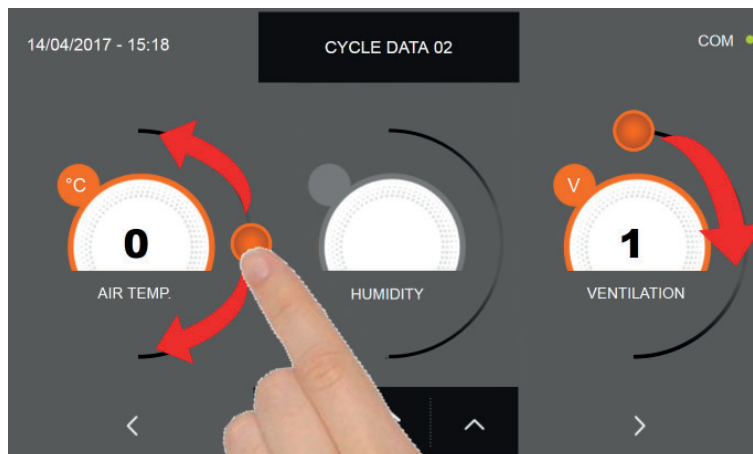 14/04/2017 - 15:18
CYCLE DATA 02
COM
°C
V
0
1
AIR TEMP.
HUMIDITY
VENTILATION